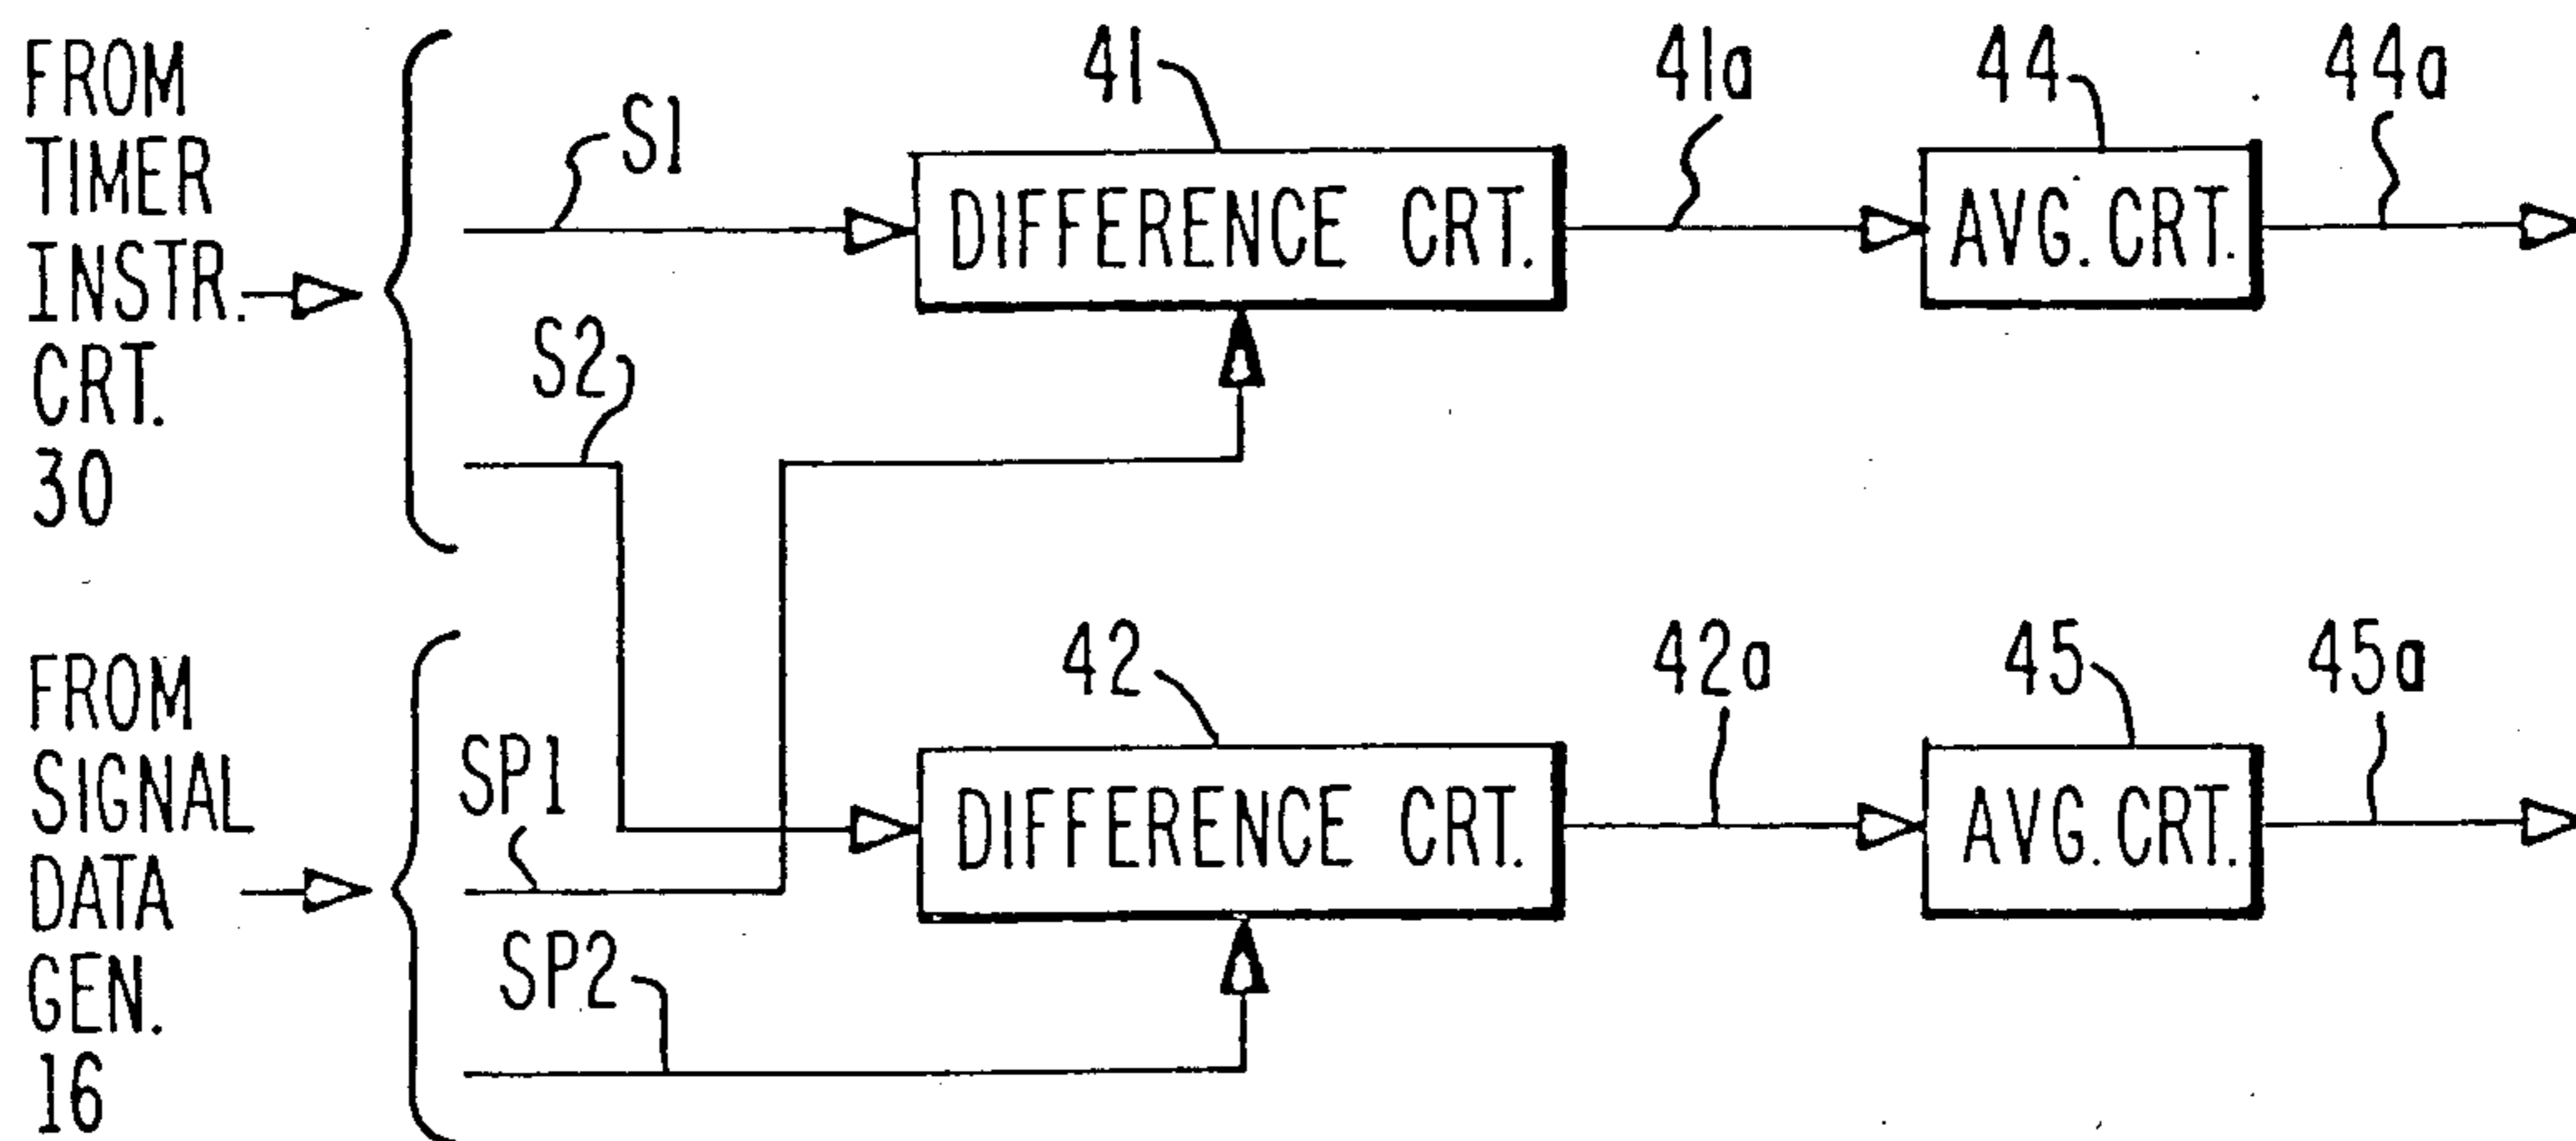 FROM
TIMER
INSTR.
CRT.
30
S1
S2
41
DIFFERENCE CRT.
41a
44
AVG. CRT.
44a
FROM
SIGNAL
DATA
GEN.
16
SP1
SP2
42
DIFFERENCE CRT.
42a
45
AVG. CRT.
45a